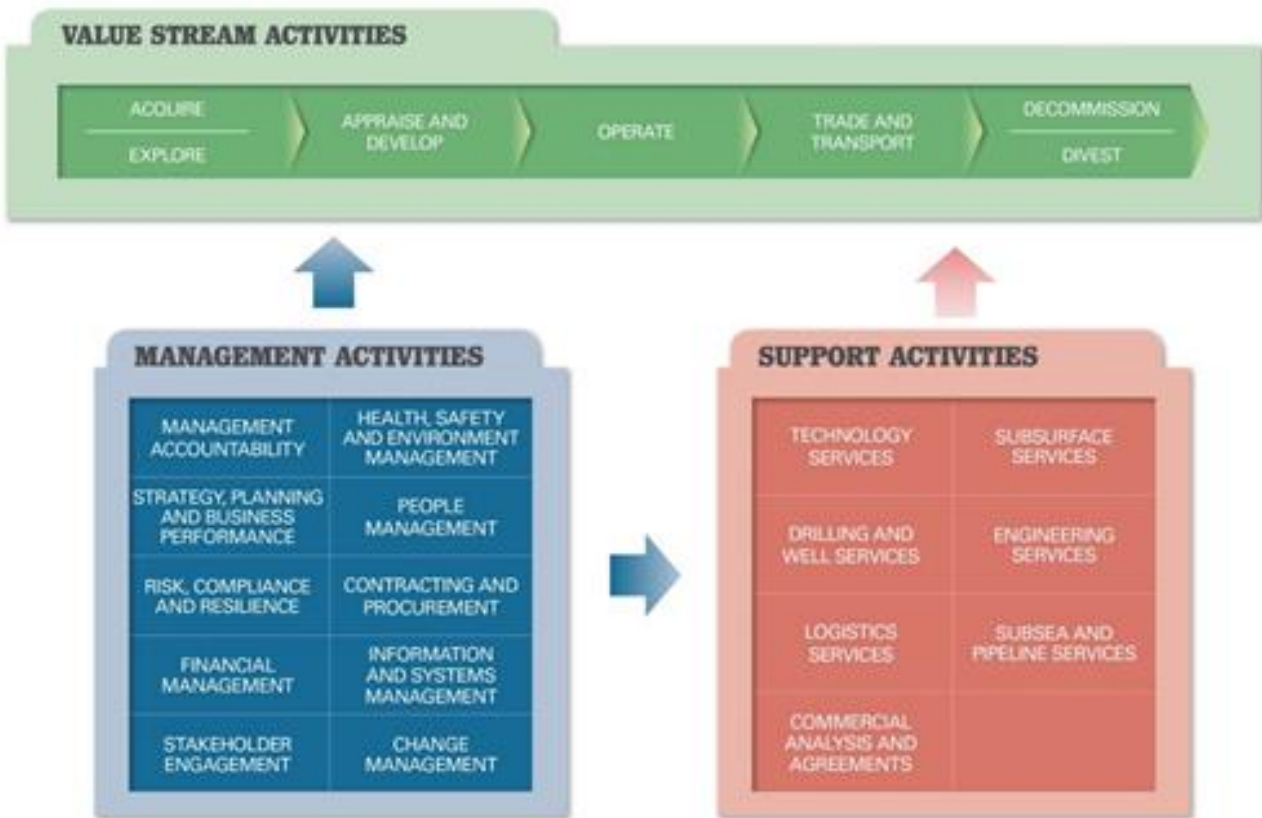 VALUE STREAM ACTIVITIES
ACQUIRE
EXPLORE
APPRAISE AND
DEVELOP
OPERATE
TRADE AND
TRANSPORT
DECOMMISSION
DIVEST
MANAGEMENT ACTIVITIES
MANAGEMENT
ACCOUNTABILITY
HEALTH, SAFETY
AND ENVIRONMENT
MANAGEMENT
STRATEGY, PLANNING
AND BUSINESS
PERFORMANCE
PEOPLE
MANAGEMENT
RISK, COMPLIANCE
AND RESILIENCE
CONTRACTING AND
PROCUREMENT
FINANCIAL
MANAGEMENT
INFORMATION
AND SYSTEMS
MANAGEMENT
STAKEHOLDER
ENGAGEMENT
CHANGE
MANAGEMENT
SUPPORT ACTIVITIES
TECHNOLOGY
SERVICES
SUBSURFACE
SERVICES
DRILLING AND
WELL SERVICES
ENGINEERING
SERVICES
LOGISTICS
SERVICES
SUBSEA AND
PIPELINE SERVICES
COMMERCIAL
ANALYSIS AND
AGREEMENTS